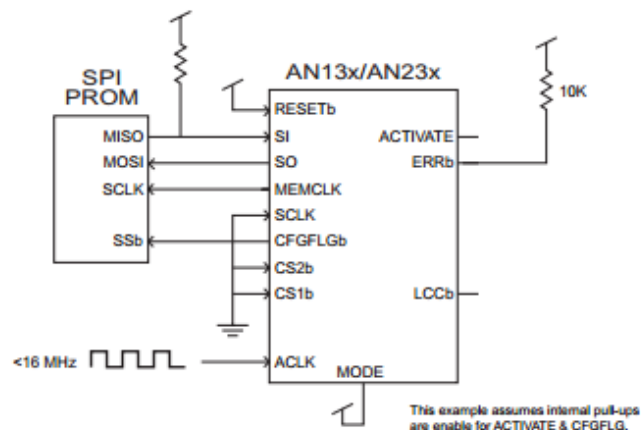 AN13x/AN23x
SPI
PROM
10K
RESETb
MISO
SI
ACTIVATE
MOSI
SO
ERRb
SCLK
MEMCLK
SCLK
SSb
CFGFLGb
CS2b
CS1b
LCCb
<16 MHz
ACLK
MODE
This example assumes internal pull-ups
are enable for ACTIVATE & CFGFLG.